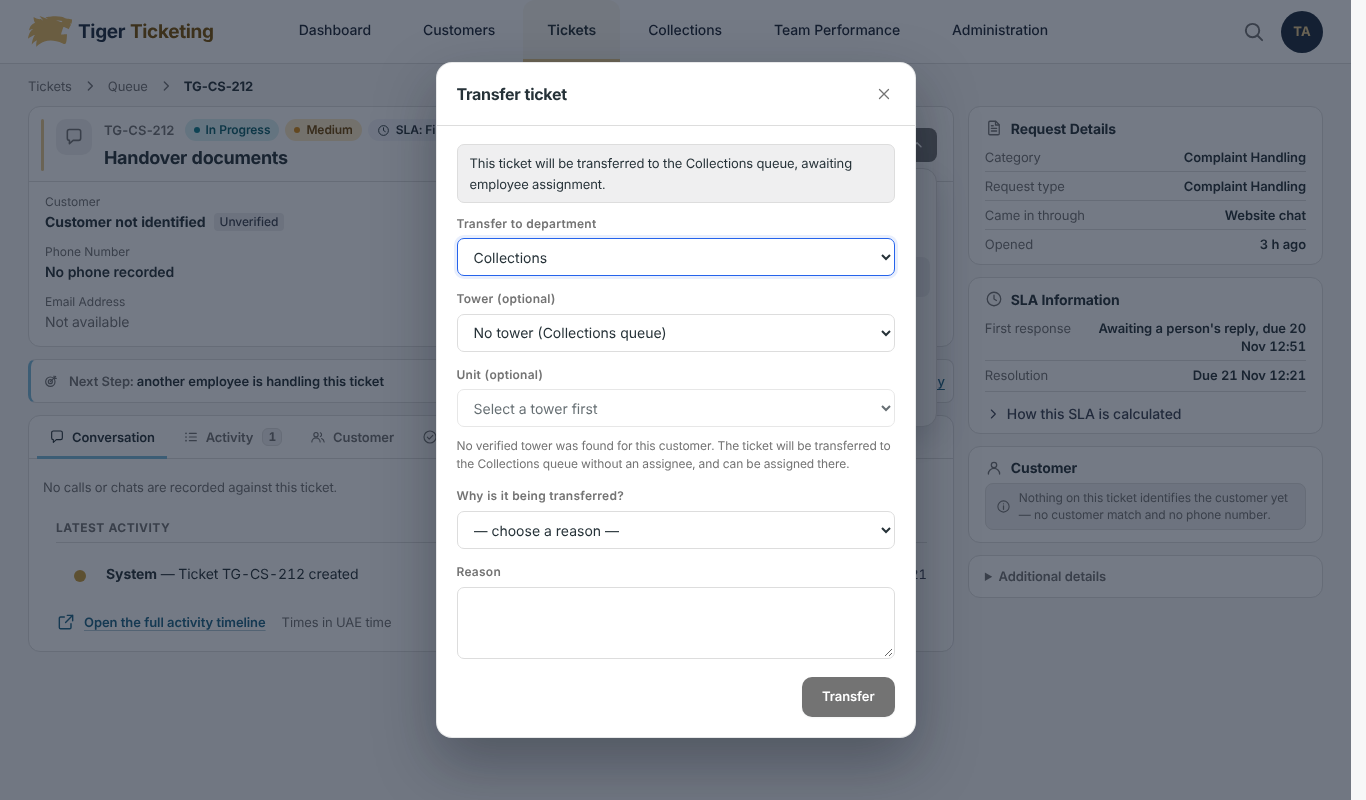 Tiger Ticketing
Dashboard
Customers
Tickets
Collections
Team Performance
Administration
TA
Tickets
Queue
TG-CS-212
TG-CS-212
In Progress
Medium
SLA:
Handover documents
Customer
Customer not identified
Unverified
Phone Number
No phone recorded
Email Address
Not available
Next Step: another employee is handling this ticket
Conversation
Activity
1
Customer
No calls or chats are recorded against this ticket.
LATEST ACTIVITY
System — Ticket TG-CS-212 created
Open the full activity timeline
Times in UAE time
Transfer ticket
This ticket will be transferred to the Collections queue, awaiting
employee assignment.
Transfer to department
Collections
Tower (optional)
No tower (Collections queue)
Unit (optional)
Select a tower first
No verified tower was found for this customer. The ticket will be transferred to
the Collections queue without an assignee, and can be assigned there.
Why is it being transferred?
— choose a reason —
Reason
Transfer
Request Details
Category
Complaint Handling
Request type
Complaint Handling
Came in through
Website chat
Opened
3 h ago
SLA Information
First response
Awaiting a person's reply, due 20
Nov 12:51
Resolution
Due 21 Nov 12:21
How this SLA is calculated
Customer
Nothing on this ticket identifies the customer yet
— no customer match and no phone number.
Additional details